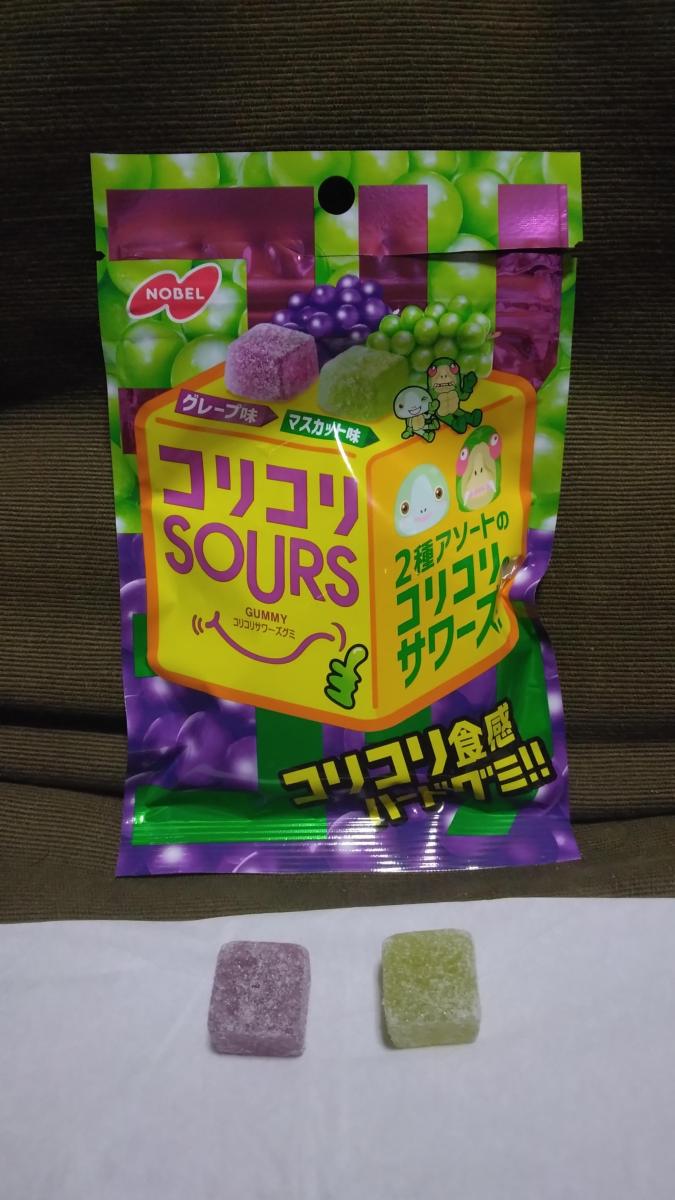 NOBEL
グレープ味
マスカット味
コリコリ
SOURS
GUMMY
コリコリサワーズグミ
2種アソートの
コリコリ
サワーズ
コリコリ食感
ハードグミ!!